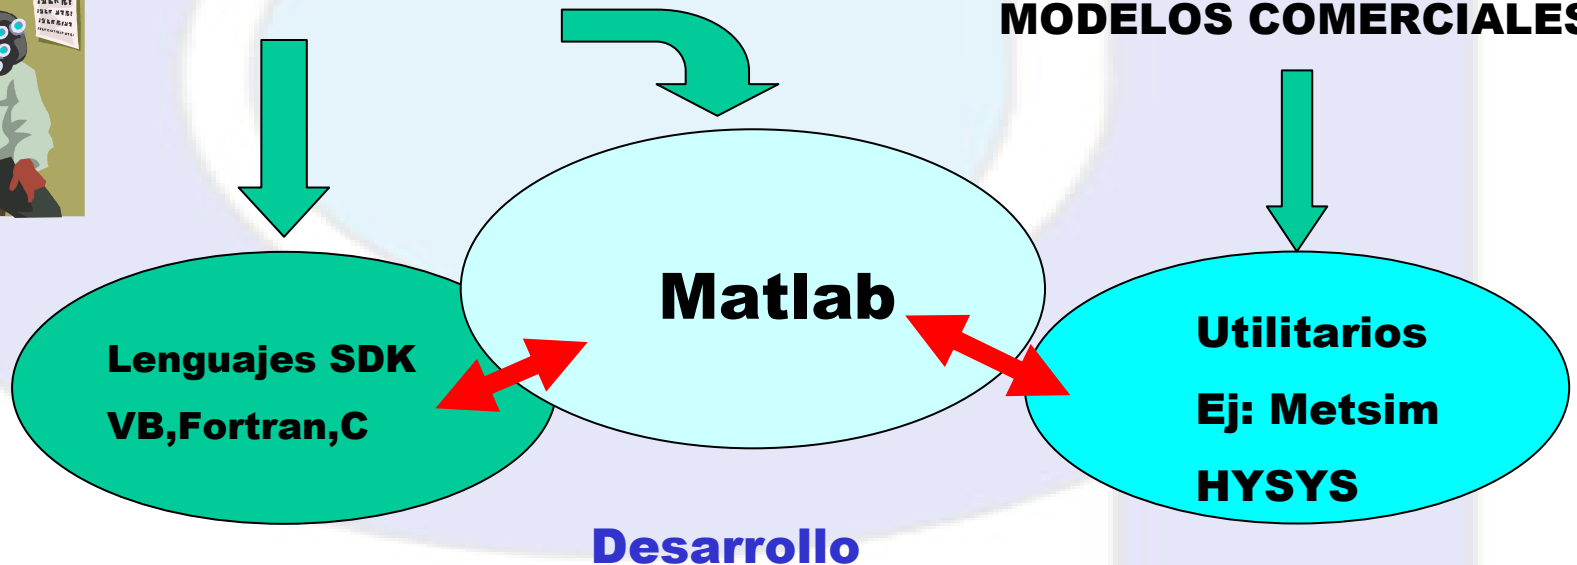 MODELOS COMERCIALES
Matlab
Lenguajes SDK
VB,Fortran,C
Utilitarios
Ej: Metsim
HYSYS
Desarrollo